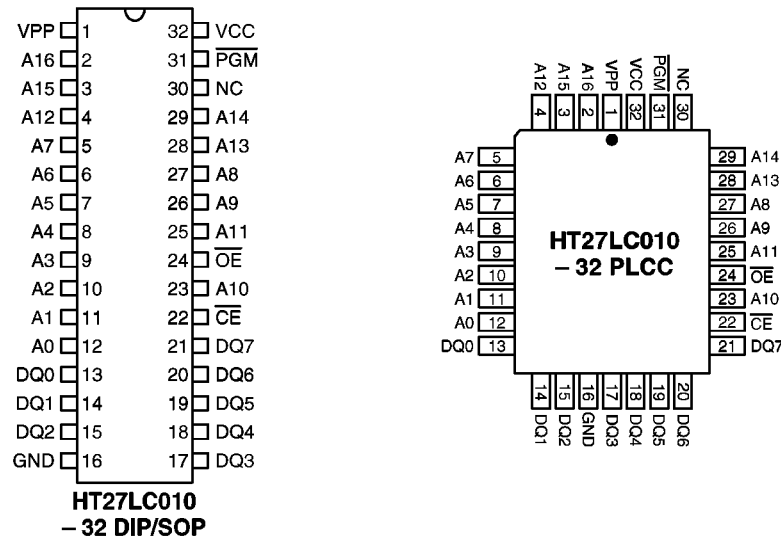 VPP 1 32 VCC
A16 2 31 P̅G̅M̅
A15 3 30 NC
A12 4 29 A14
A7 5 28 A13
A6 6 27 A8
A5 7 26 A9
A4 8 25 A11
A3 9 24 O̅E̅
A2 10 23 A10
A1 11 22 C̅E̅
A0 12 21 DQ7
DQ0 13 20 DQ6
DQ1 14 19 DQ5
DQ2 15 18 DQ4
GND 16 17 DQ3
HT27LC010
– 32 DIP/SOP
A12 A15 A16 VPP VCC P̅G̅M̅ NC
4 3 2 1 32 31 30
A7 5 29 A14
A6 6 28 A13
A5 7 27 A8
A4 8 26 A9
A3 9 25 A11
A2 10 24 O̅E̅
A1 11 23 A10
A0 12 22 C̅E̅
DQ0 13 21 DQ7
HT27LC010
– 32 PLCC
14 15 16 17 18 19 20
DQ1 DQ2 GND DQ3 DQ4 DQ5 DQ6